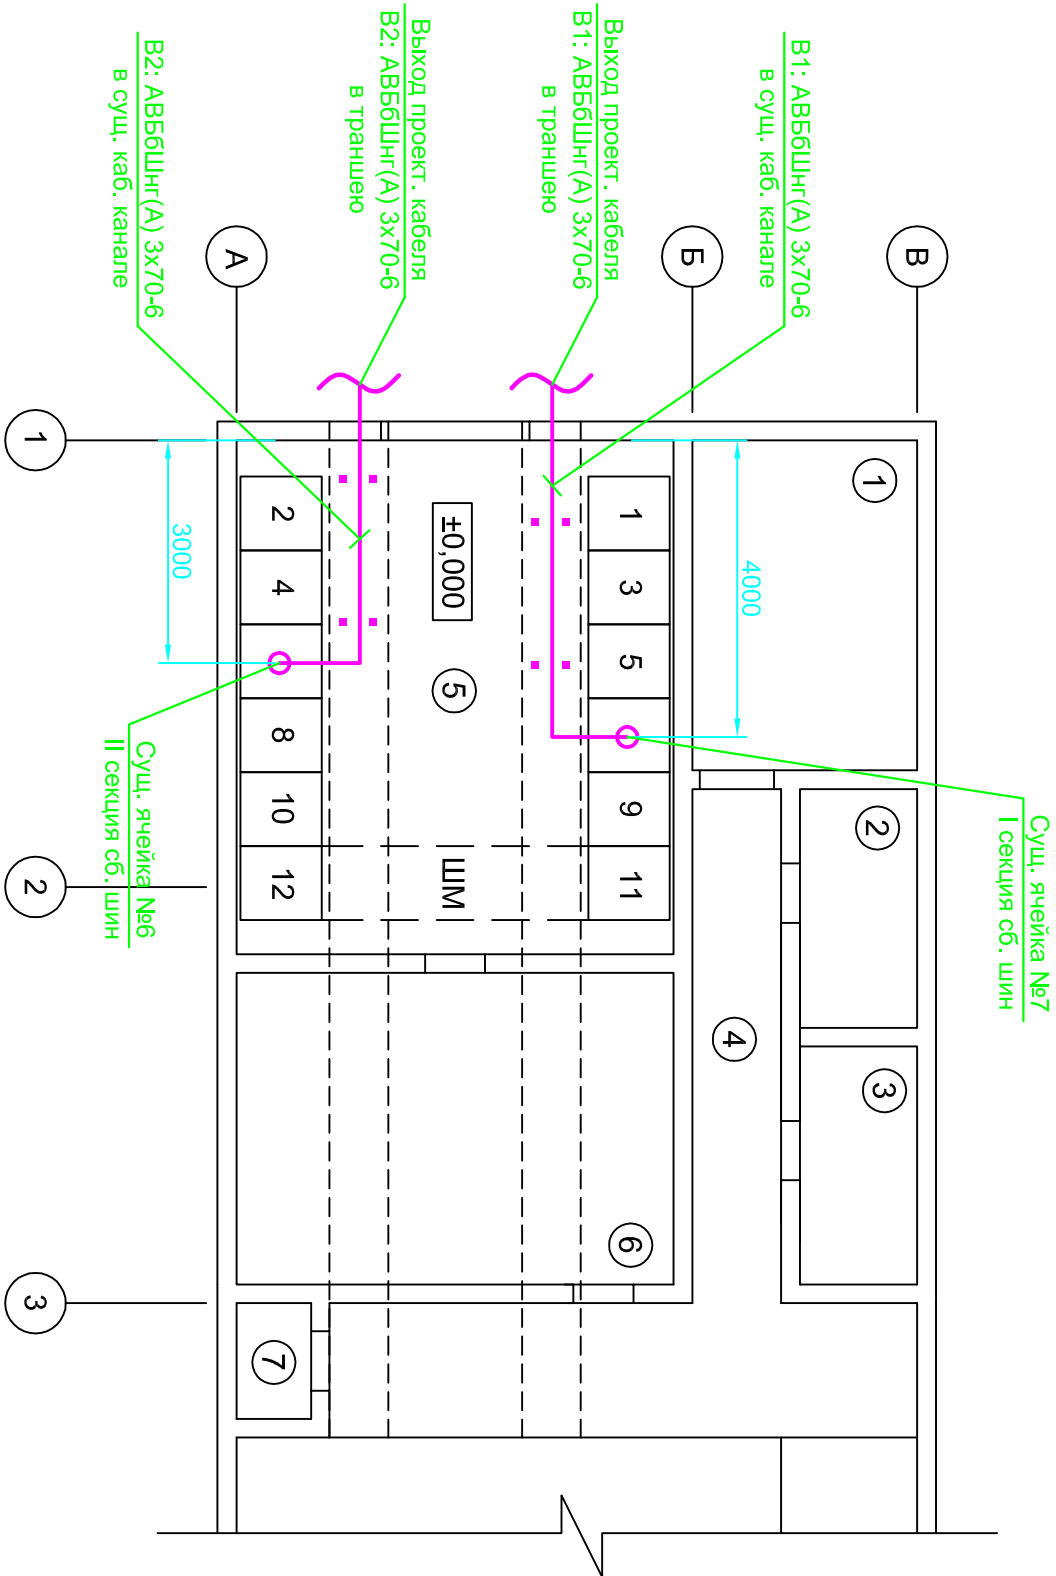 В1: АВБбШнг(А) 3х70-6
в сущ. каб. канале
Выход проект. кабеля
В1: АВБбШнг(А) 3х70-6
в траншею
Выход проект. кабеля
В2: АВБбШнг(А) 3х70-6
в траншею
В2: АВБбШнг(А) 3х70-6
в сущ. каб. канале
В
Б
А
1
2
3
1
2
3
4
5
6
7
4000
3000
±0,000
1
3
5
9
11
2
4
8
10
12
ШМ
Сущ. ячейка №7
I секция сб. шин
Сущ. ячейка №6
II секция сб. шин